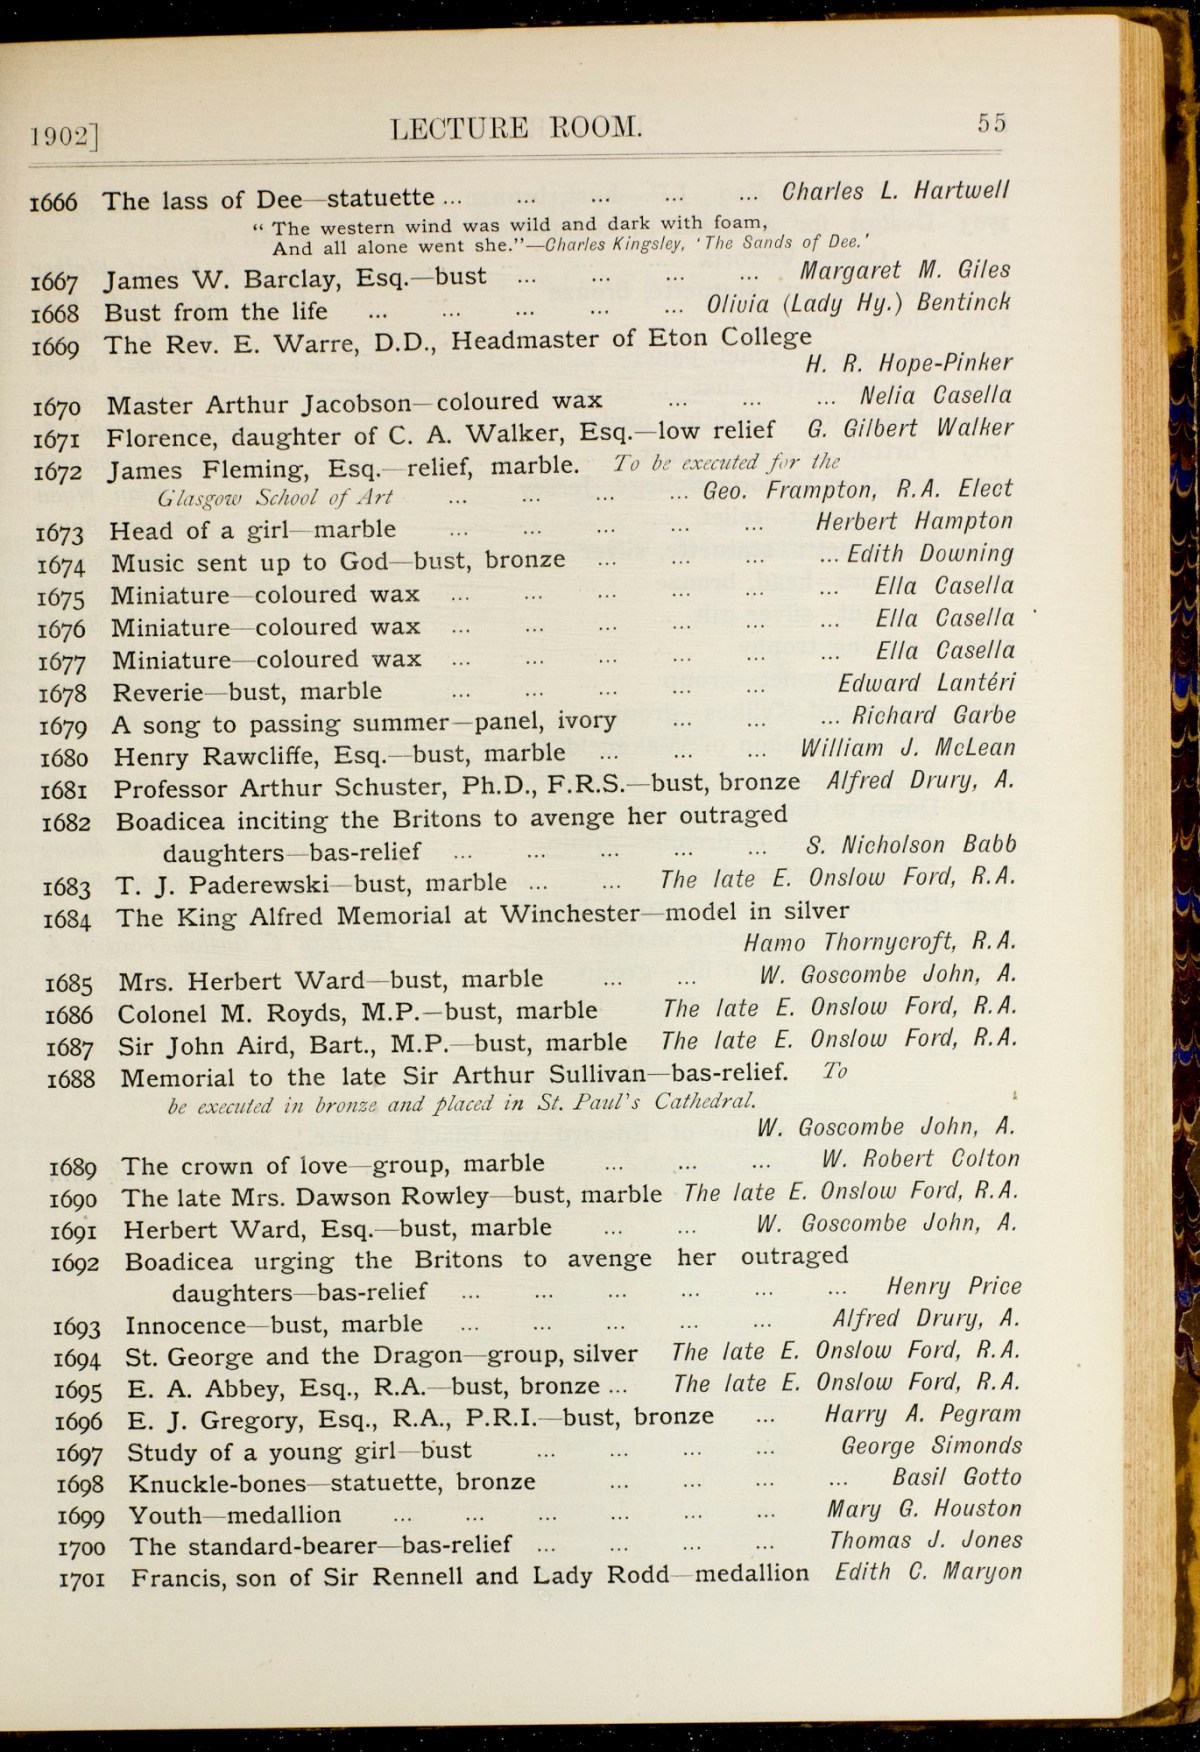 1902] LECTURE ROOM. 55
1666 The lass of Dee—statuette ... ... ... ... ... Charles L. Hartwell
" The western wind was wild and dark with foam,
And all alone went she."—Charles Kingsley, 'The Sands of Dee.'
1667 James W. Barclay, Esq.—bust ... ... ... ... Margaret M. Giles
1668 Bust from the life ... ... ... ... ... Olivia (Lady Hy.) Bentinck
1669 The Rev. E. Warre, D.D., Headmaster of Eton College
H. R. Hope-Pinker
1670 Master Arthur Jacobson—coloured wax ... ... ... Nelia Casella
1671 Florence, daughter of C. A. Walker, Esq.—low relief G. Gilbert Walker
1672 James Fleming, Esq.—relief, marble. To be executed for the
Glasgow School of Art ... ... ... ... Geo. Frampton, R.A. Elect
1673 Head of a girl—marble ... ... ... ... ... Herbert Hampton
1674 Music sent up to God—bust, bronze ... ... ... ... Edith Downing
1675 Miniature—coloured wax ... ... ... ... ... ... Ella Casella
1676 Miniature—coloured wax ... ... ... ... ... ... Ella Casella
1677 Miniature—coloured wax ... ... ... ... ... ... Ella Casella
1678 Reverie—bust, marble ... ... ... ... ... Edward Lantéri
1679 A song to passing summer—panel, ivory ... ... ... Richard Garbe
1680 Henry Rawcliffe, Esq.—bust, marble ... ... ... William J. McLean
1681 Professor Arthur Schuster, Ph.D., F.R.S.—bust, bronze Alfred Drury, A.
1682 Boadicea inciting the Britons to avenge her outraged
daughters—bas-relief ... ... ... ... ... S. Nicholson Babb
1683 T. J. Paderewski—bust, marble ... ... The late E. Onslow Ford, R.A.
1684 The King Alfred Memorial at Winchester—model in silver
Hamo Thornycroft, R.A.
1685 Mrs. Herbert Ward—bust, marble ... ... W. Goscombe John, A.
1686 Colonel M. Royds, M.P.—bust, marble The late E. Onslow Ford, R.A.
1687 Sir John Aird, Bart., M.P.—bust, marble The late E. Onslow Ford, R.A.
1688 Memorial to the late Sir Arthur Sullivan—bas-relief. To
be executed in bronze and placed in St. Paul's Cathedral.
W. Goscombe John, A.
1689 The crown of love—group, marble ... ... ... W. Robert Colton
1690 The late Mrs. Dawson Rowley—bust, marble The late E. Onslow Ford, R.A.
1691 Herbert Ward, Esq.—bust, marble ... ... W. Goscombe John, A.
1692 Boadicea urging the Britons to avenge her outraged
daughters—bas-relief ... ... ... ... ... ... Henry Price
1693 Innocence—bust, marble ... ... ... ... ... Alfred Drury, A.
1694 St. George and the Dragon—group, silver The late E. Onslow Ford, R.A.
1695 E. A. Abbey, Esq., R.A.—bust, bronze ... The late E. Onslow Ford, R.A.
1696 E. J. Gregory, Esq., R.A., P.R.I.—bust, bronze ... Harry A. Pegram
1697 Study of a young girl—bust ... ... ... ... George Simonds
1698 Knuckle-bones—statuette, bronze ... ... ... ... Basil Gotto
1699 Youth—medallion ... ... ... ... ... ... Mary G. Houston
1700 The standard-bearer—bas-relief ... ... ... ... Thomas J. Jones
1701 Francis, son of Sir Rennell and Lady Rodd—medallion Edith C. Maryon